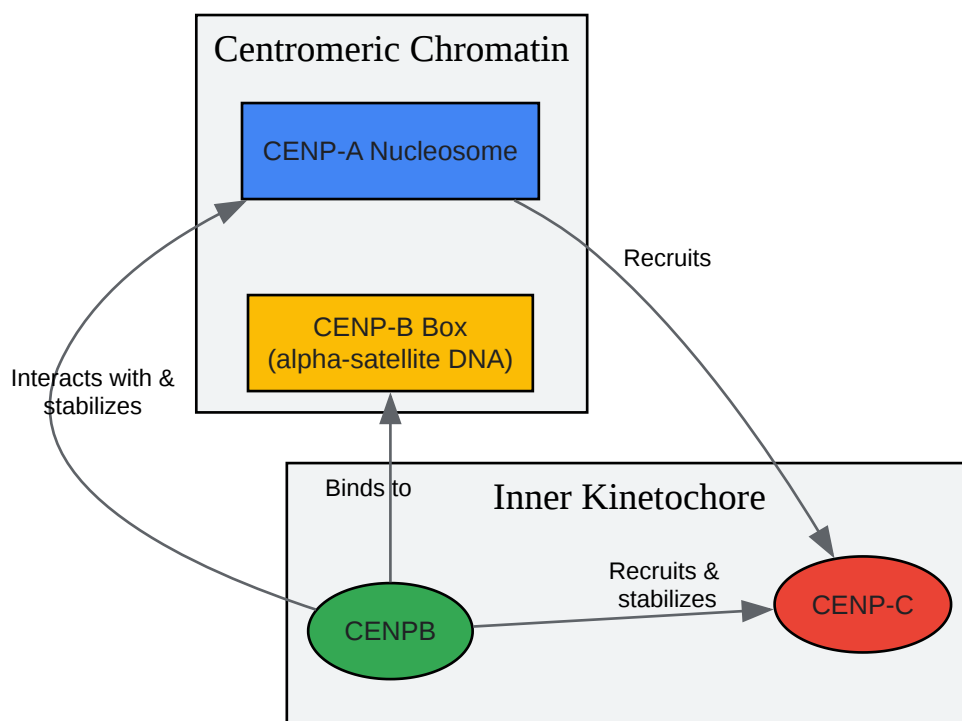 Centromeric Chromatin
CENP-A Nucleosome
Recruits
CENP-B Box
(alpha-satellite DNA)
Interacts with &
stabilizes
Binds to
Inner Kinetochore
Recruits &
stabilizes
CENP-C
CENPB